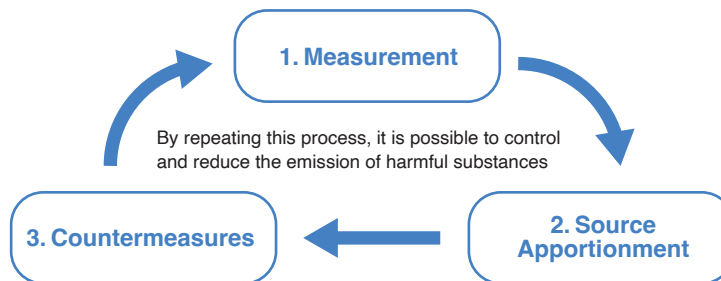 1. Measurement
By repeating this process, it is possible to control
and reduce the emission of harmful substances
3. Countermeasures
2. Source
Apportionment